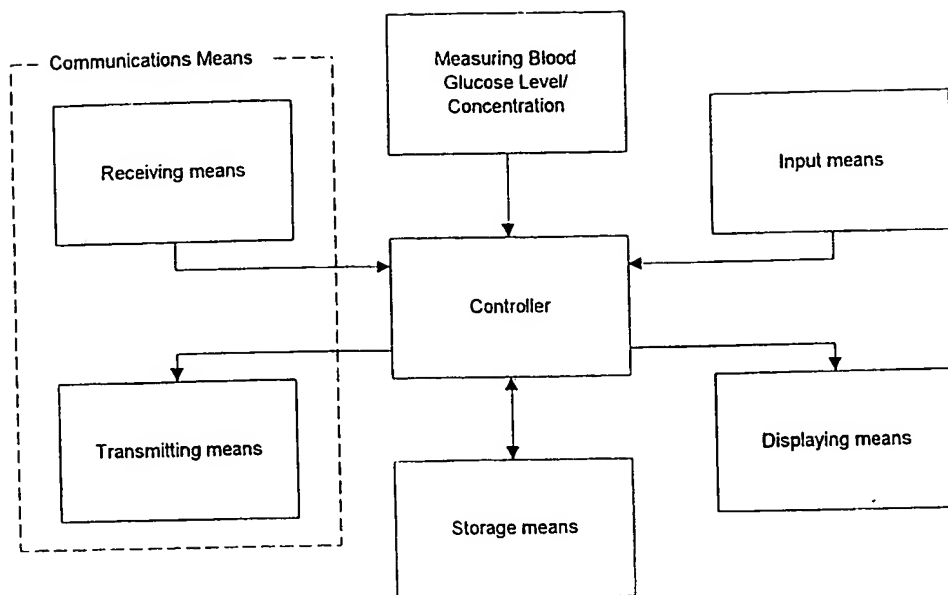 Communications Means
Measuring Blood
Glucose Level/
Concentration
Receiving means
Input means
Controller
Transmitting means
Displaying means
Storage means